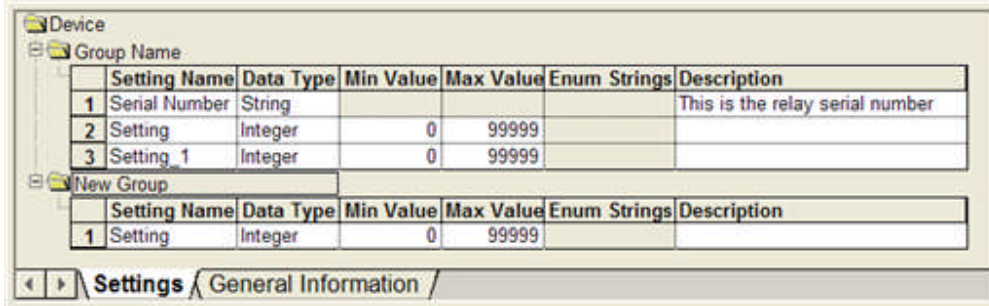 Device
Group Name
Setting Name Data Type Min Value Max Value Enum Strings Description
1 Serial Number String This is the relay serial number
2 Setting Integer 0 99999
3 Setting_1 Integer 0 99999
New Group
Setting Name Data Type Min Value Max Value Enum Strings Description
1 Setting Integer 0 99999
Settings General Information